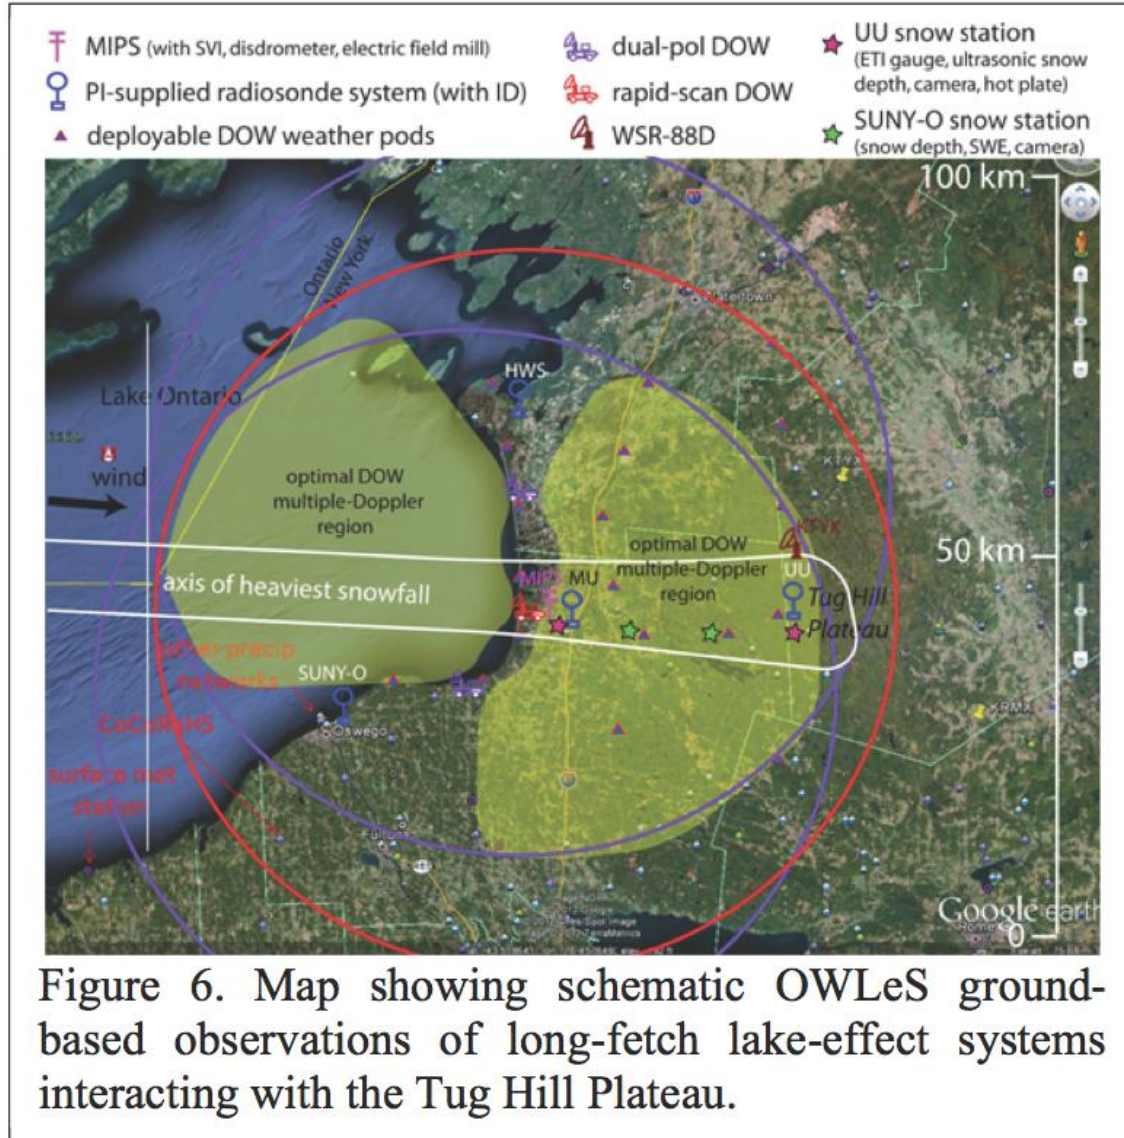 MIPS (with SVI, disdrometer, electric field mill)
PI-supplied radiosonde system (with ID)
deployable DOW weather pods
dual-pol DOW
rapid-scan DOW
WSR-88D
UU snow station
(ETI gauge, ultrasonic snow
depth, camera, hot plate)
SUNY-O snow station
(snow depth, SWE, camera)
100 km
Ontario
New York
HWS
Lake Ontario
wind
optimal DOW
multiple-Doppler
region
KTYX
KTYX
50 km
optimal DOW
multiple-Doppler
region
axis of heaviest snowfall
MIPS
MU
UU
Tug Hill
Plateau
other precip
networks
SUNY-O
Oswego
CoCoRaHS
surface met
station
KRMX
Fulton
Google earth
Rome
0
Figure 6. Map showing schematic OWLeS ground-
based observations of long-fetch lake-effect systems
interacting with the Tug Hill Plateau.